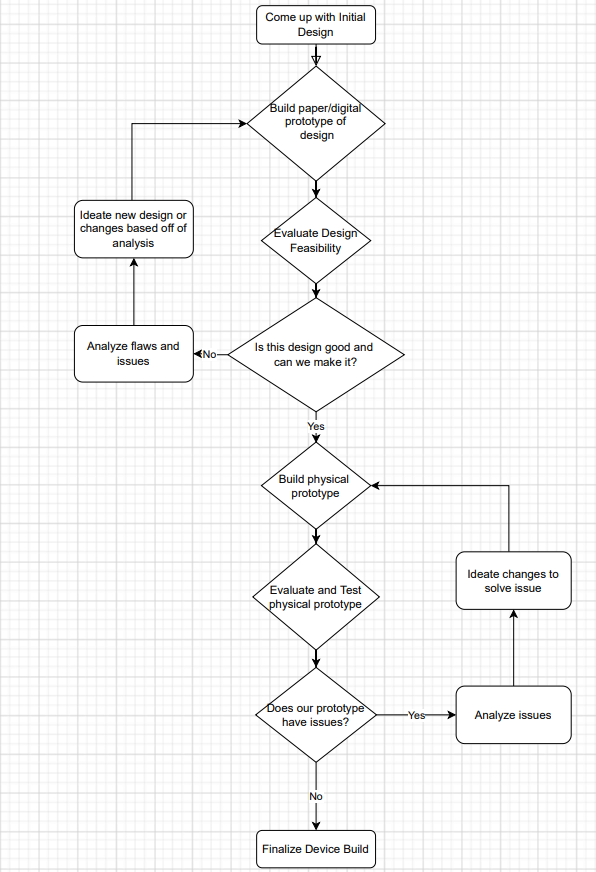 Come up with Initial
Design
Build paper/digital
prototype of
design
Ideate new design or
changes based off of
analysis
Evaluate Design
Feasibility
Analyze flaws and
issues
No
Is this design good and
can we make it?
Yes
Build physical
prototype
Ideate changes to
solve issue
Evaluate and Test
physical prototype
Does our prototype
have issues?
Yes
Analyze issues
No
Finalize Device Build